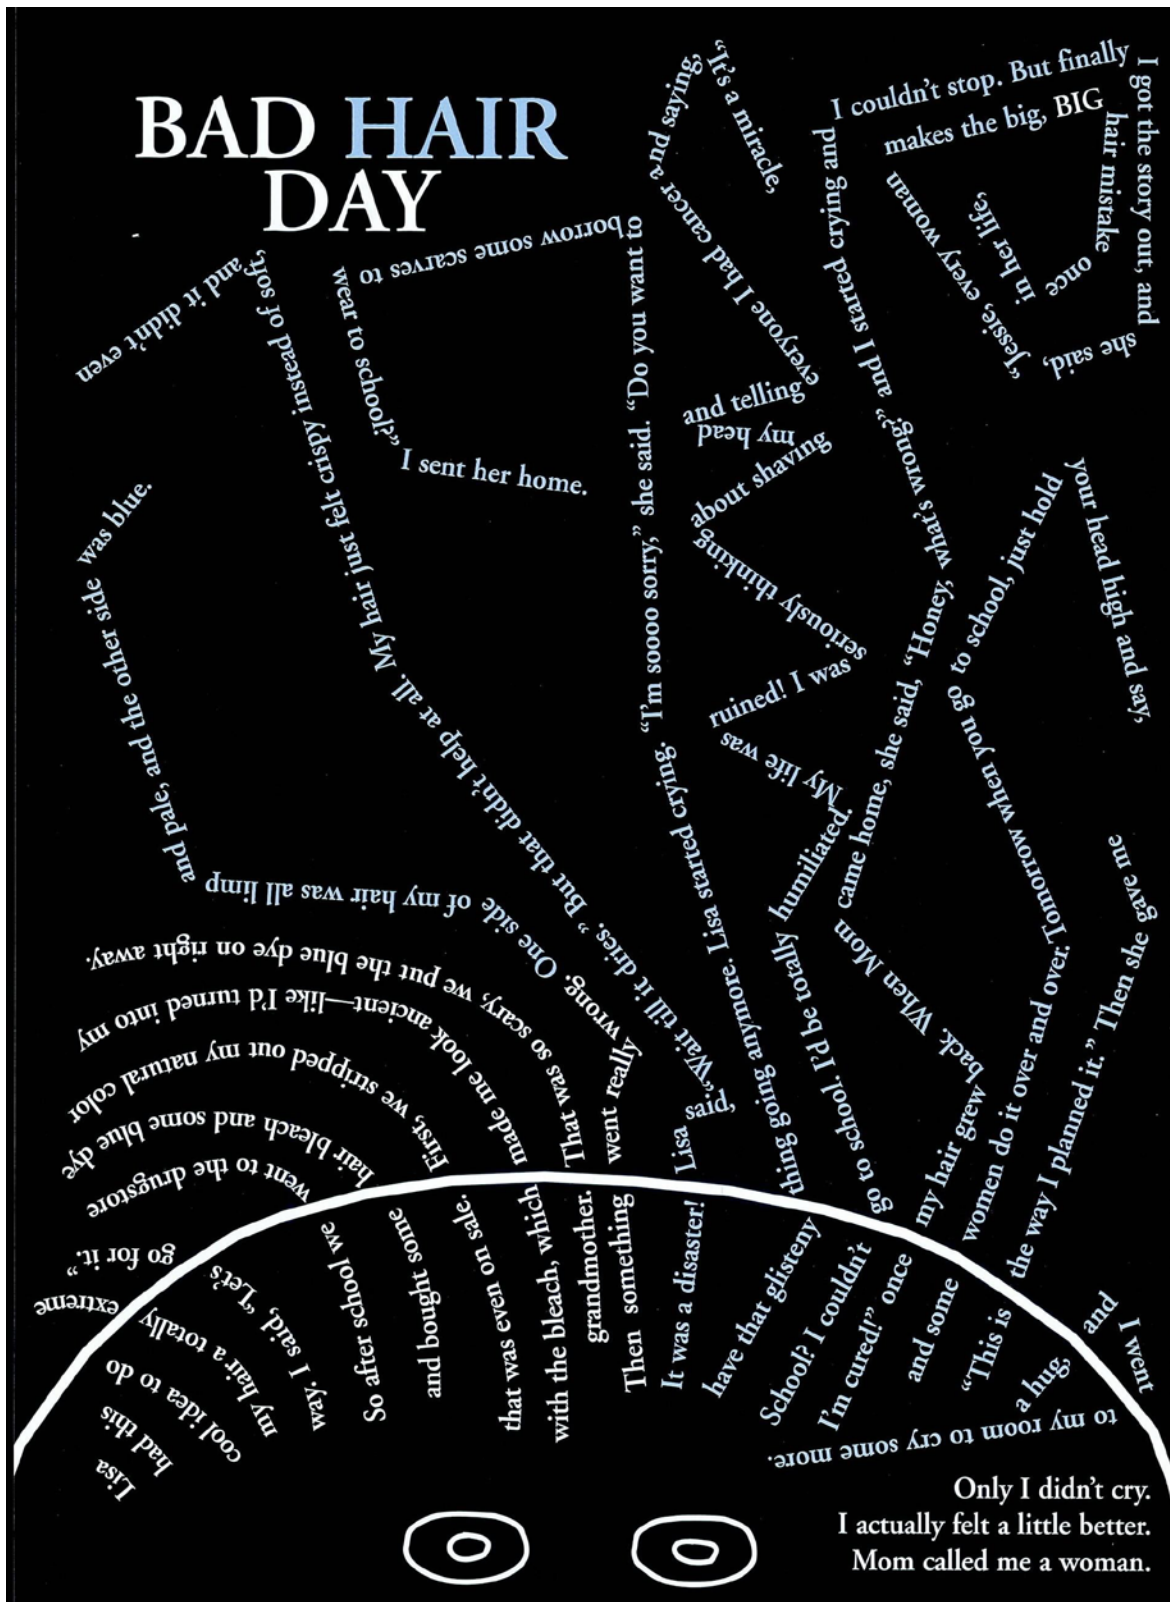 BAD HAIR
DAY
Lisa
had this
cool idea to do
my hair a totally extreme
way. I said, “Let’s go for it.”
So after school we went to the drugstore
and bought some hair bleach and some blue dye
that was even on sale. First, we stripped out my natural color
with the bleach, which made me look ancient—like I’d turned into my
grandmother. That was so scary, we put the blue dye on right away.
Then something went really wrong. One side of my hair was all limp
and pale, and the other side was blue.
It was a disaster! Lisa said, “Wait till it dries.” But that didn’t help at all. My hair just felt crispy instead of soft,
and it didn’t even
have that glisteny thing going anymore. Lisa started crying. “I’m soooo sorry,” she said. “Do you want to
borrow some scarves to
wear to school?”
I sent her home.
School? I couldn’t go to school! I’d be totally humiliated.
My life was
ruined! I was
seriously thinking
about shaving
my head
and telling
everyone I had cancer and saying,
“It’s a miracle,
I’m cured!” once my hair grew
back. When Mom
came home, she said, “Honey, what’s wrong?” and I started crying and
I couldn’t stop. But finally
I got the story out, and
she said,
“Jessie, every woman
makes the big, BIG
hair mistake
once
in her life,
and some women do it over and over. Tomorrow when you go to school, just hold
your head high and say,
“This is the way I planned it.” Then she gave me
a hug,
and
I went
to my room to cry some more.
Only I didn’t cry.
I actually felt a little better.
Mom called me a woman.